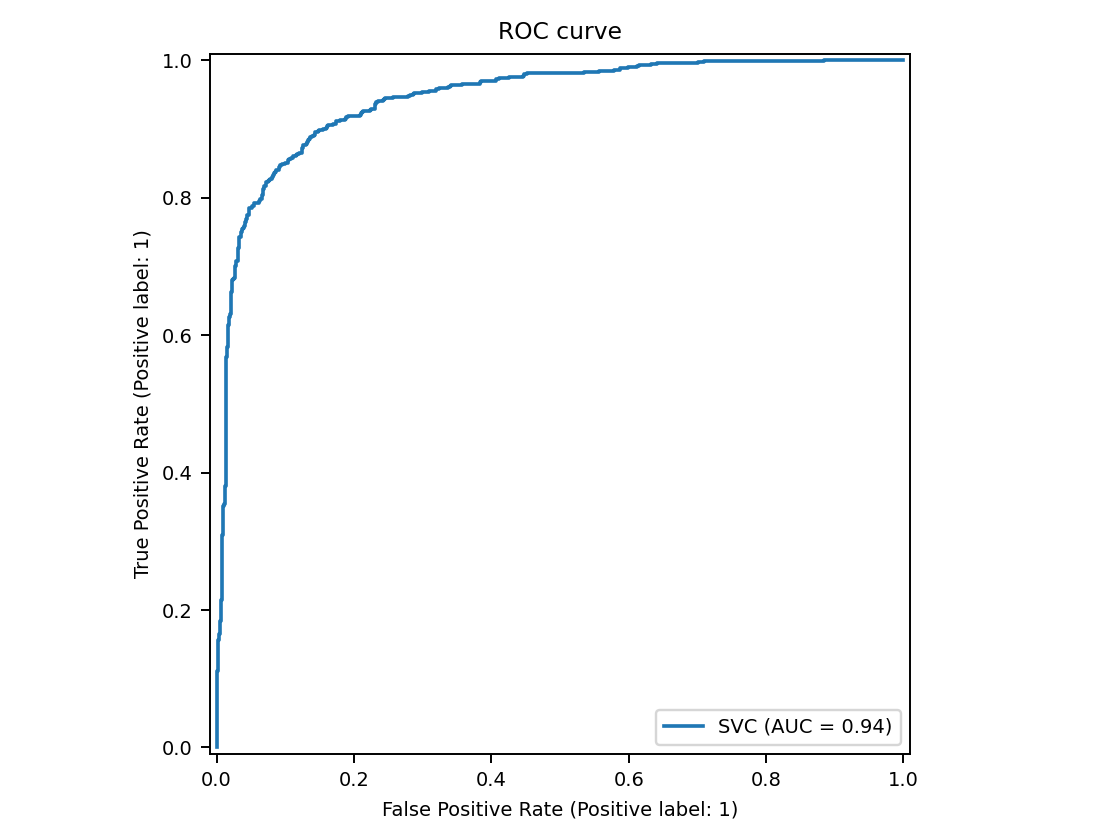 ROC curve
1.0
0.8
0.6
0.4
0.2
0.0
True Positive Rate (Positive label: 1)
SVC (AUC = 0.94)
0.0 0.2 0.4 0.6 0.8 1.0
False Positive Rate (Positive label: 1)